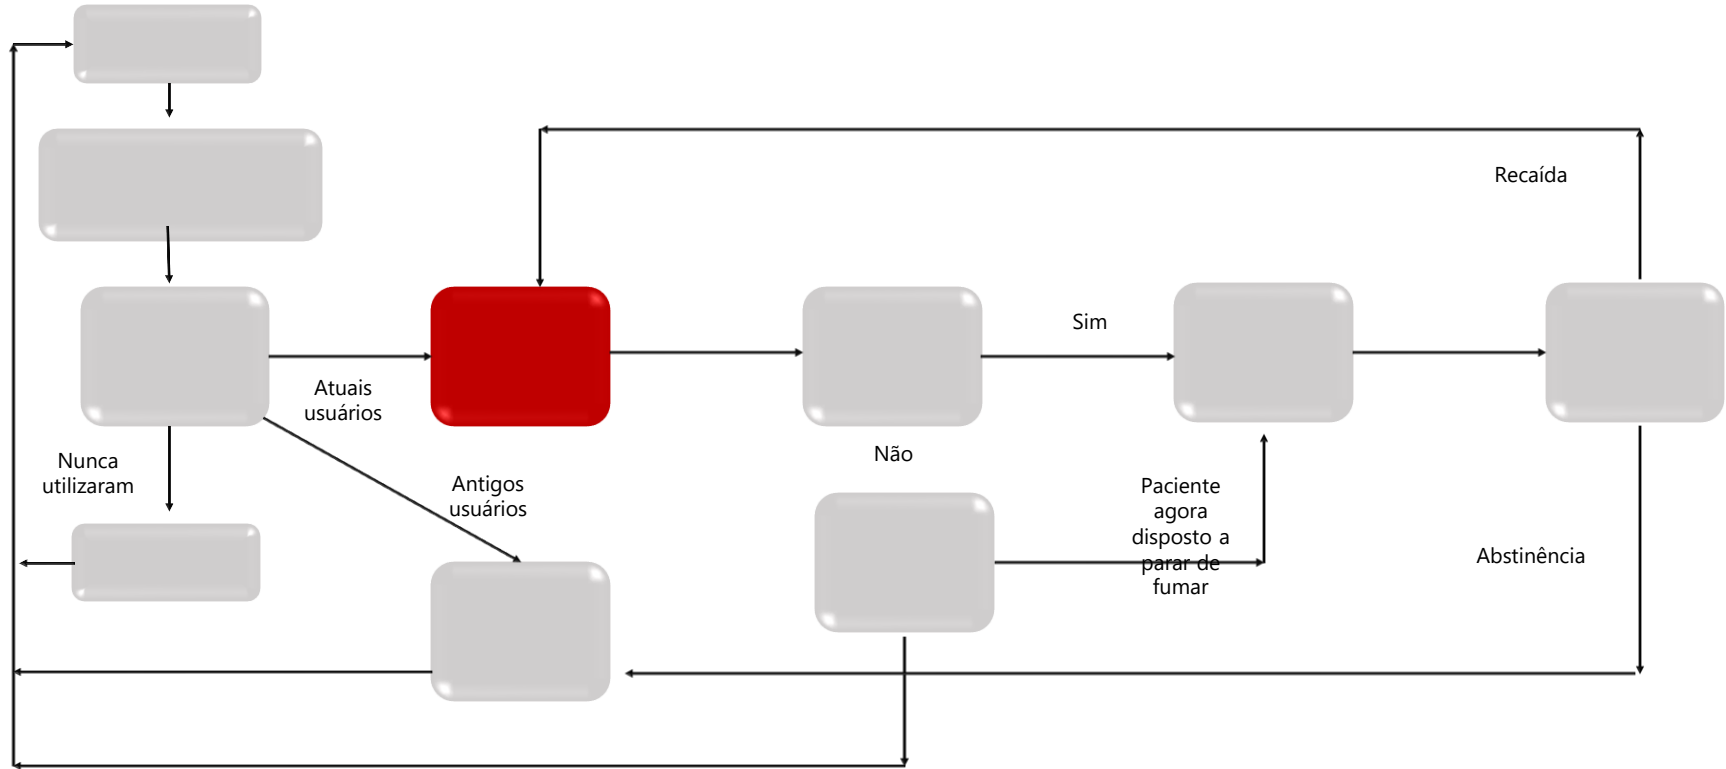 Recaída
Sim
Atuais
usuários
Não
Nunca
utilizaram
Antigos
usuários
Paciente
agora
disposto a
parar de
fumar
Abstinência